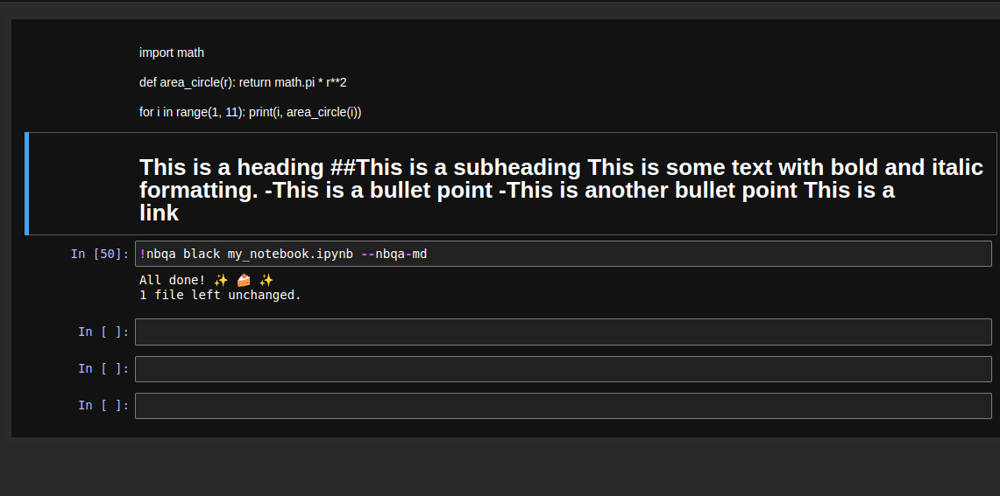 import math
def area_circle(r): return math.pi * r**2
for i in range(1, 11): print(i, area_circle(i))
This is a heading ##This is a subheading This is some text with bold and italic
formatting. -This is a bullet point -This is another bullet point This is a
link
In [50]: !nbqa black my_notebook.ipynb --nbqa-md
All done! ✨ 🍰 ✨
1 file left unchanged.
In [ ]:
In [ ]:
In [ ]: